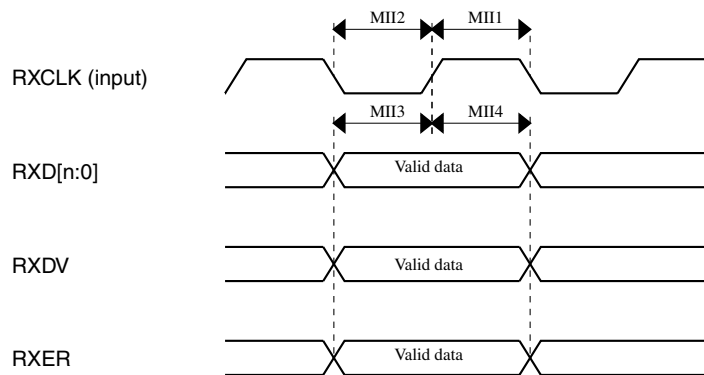 MII2 MII1
RXCLK (input)
MII3 MII4
RXD[n:0] Valid data
RXDV Valid data
RXER Valid data